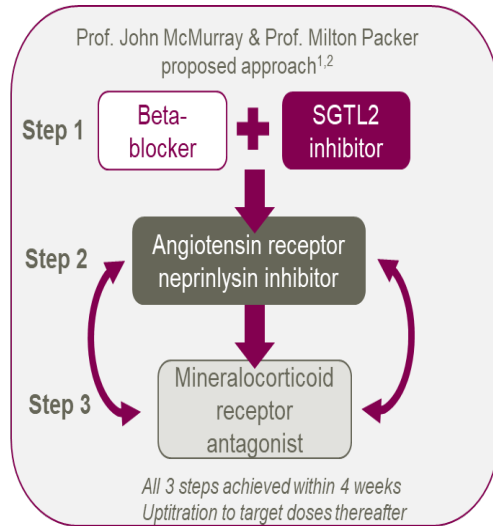 Prof. John McMurray & Prof. Milton Packer
proposed approach1,2
Step 1
Beta-
blocker
SGTL2
inhibitor
Step 2
Angiotensin receptor
neprinlysin inhibitor
Step 3
Mineralocorticoid
receptor
antagonist
All 3 steps achieved within 4 weeks
Uptitration to target doses thereafter